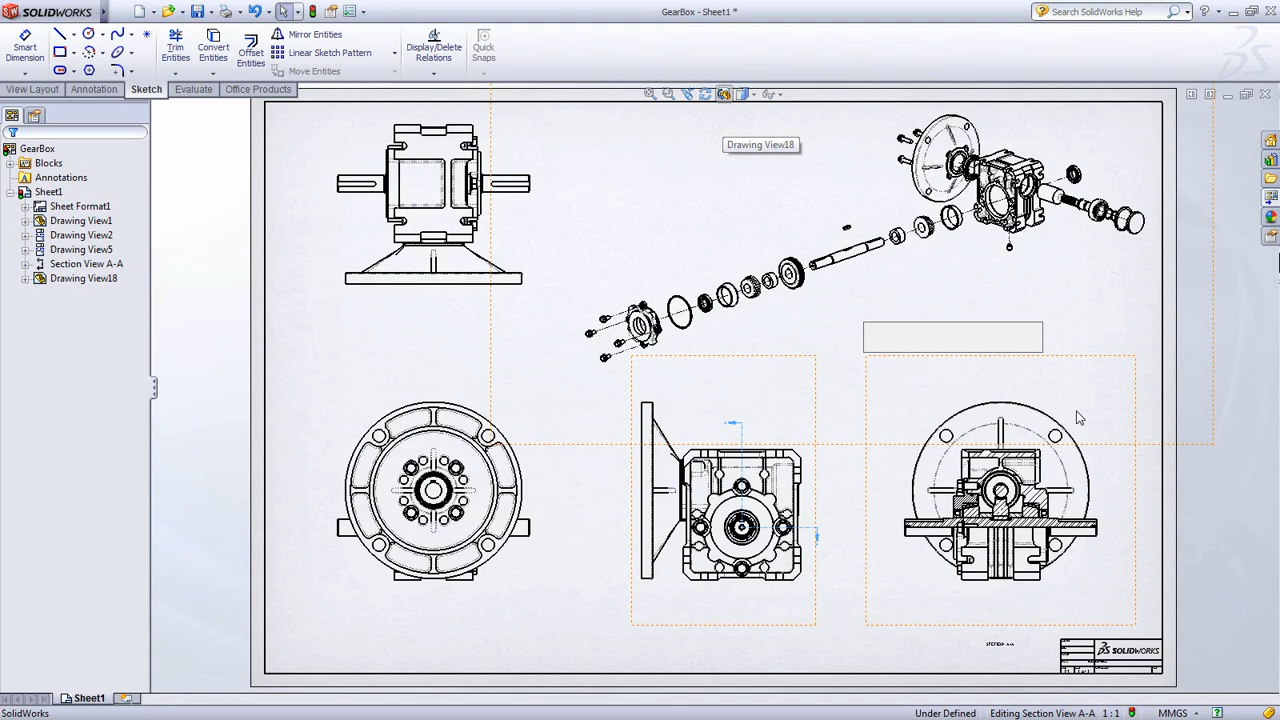 SOLIDWORKS
GearBox - Sheet1 *
Search SolidWorks Help
Smart Dimension
Trim Entities
Convert Entities
Offset Entities
Mirror Entities
Linear Sketch Pattern
Move Entities
Display/Delete Relations
Quick Snaps
View Layout
Annotation
Sketch
Evaluate
Office Products
GearBox
Blocks
Annotations
Sheet1
Sheet Format1
Drawing View1
Drawing View2
Drawing View5
Section View A-A
Drawing View18
Drawing View18
SECTION A-A
SOLIDWORKS
Sheet1
SolidWorks
Under Defined
Editing Section View A-A
1 : 1
MMGS